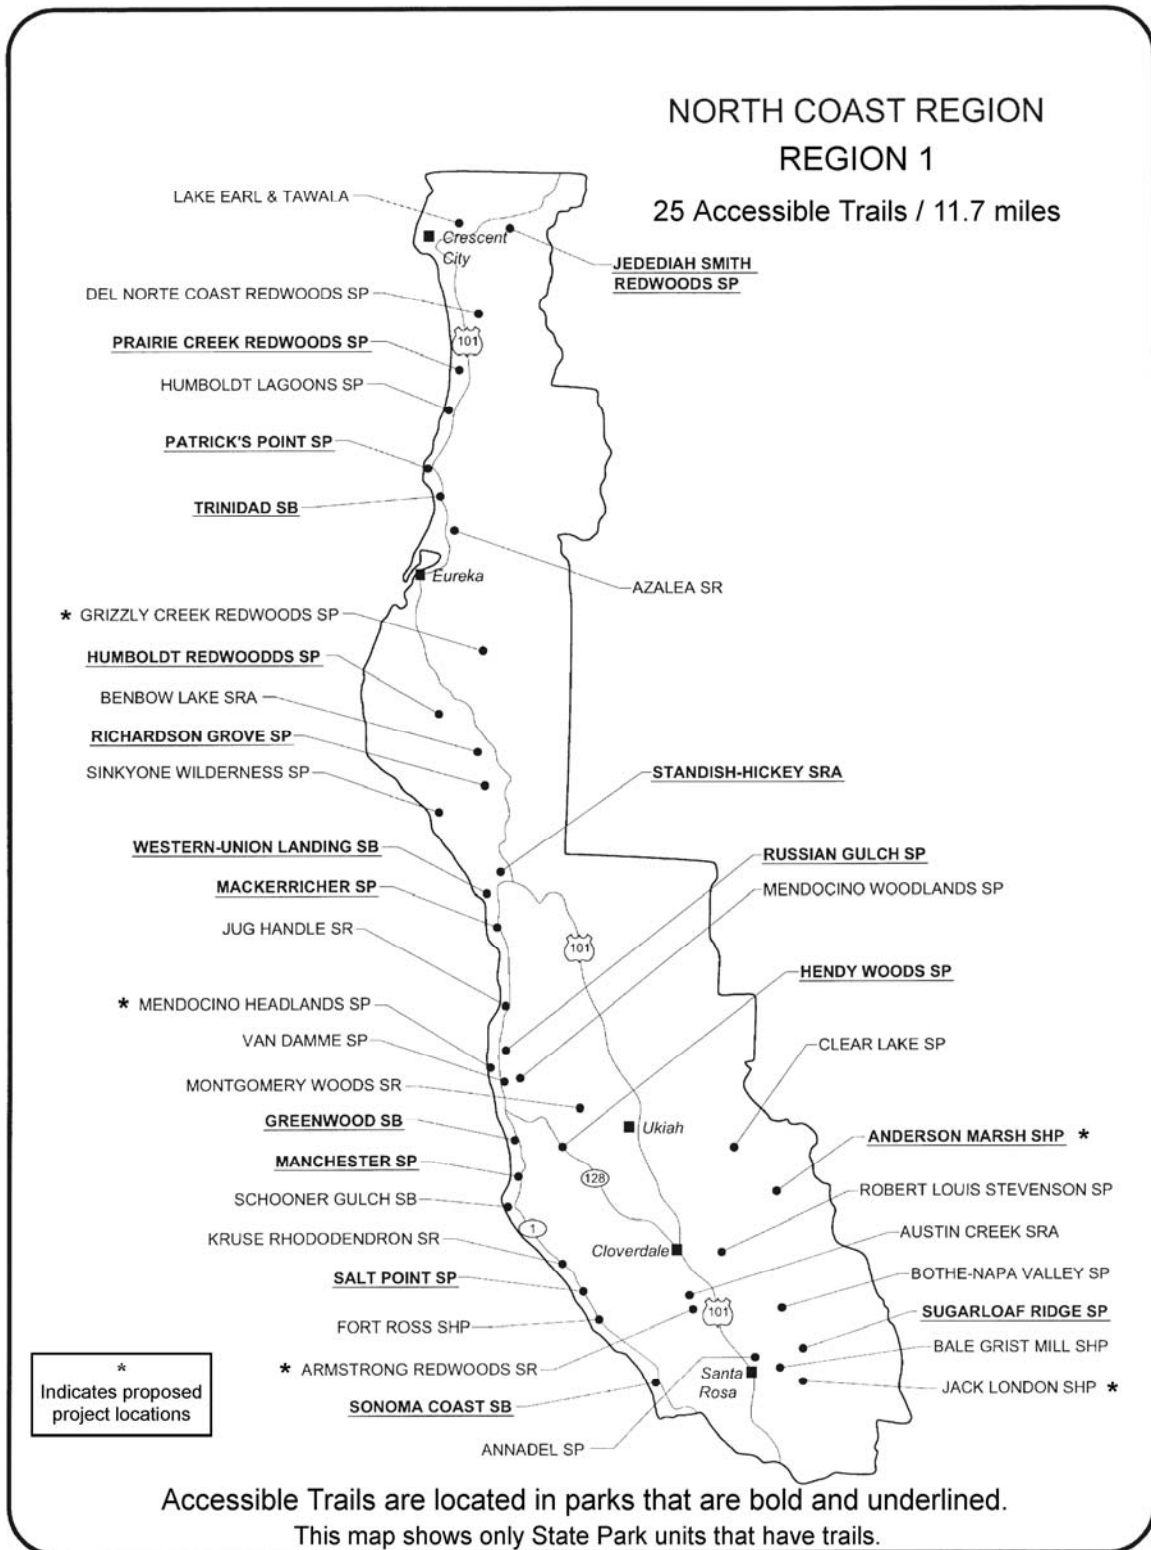 NORTH COAST REGION
REGION 1
25 Accessible Trails / 11.7 miles
LAKE EARL & TAWALA
Crescent
City
JEDEDIAH SMITH
REDWOODS SP
DEL NORTE COAST REDWOODS SP
101
PRAIRIE CREEK REDWOODS SP
HUMBOLDT LAGOONS SP
PATRICK'S POINT SP
TRINIDAD SB
Eureka
AZALEA SR
* GRIZZLY CREEK REDWOODS SP
HUMBOLDT REDWOODDS SP
BENBOW LAKE SRA
RICHARDSON GROVE SP
SINKYONE WILDERNESS SP
STANDISH-HICKEY SRA
WESTERN-UNION LANDING SB
RUSSIAN GULCH SP
MACKERRICHER SP
MENDOCINO WOODLANDS SP
JUG HANDLE SR
101
HENDY WOODS SP
* MENDOCINO HEADLANDS SP
VAN DAMME SP
CLEAR LAKE SP
MONTGOMERY WOODS SR
GREENWOOD SB
Ukiah
ANDERSON MARSH SHP *
MANCHESTER SP
128
ROBERT LOUIS STEVENSON SP
SCHOONER GULCH SB
1
AUSTIN CREEK SRA
KRUSE RHODODENDRON SR
Cloverdale
BOTHE-NAPA VALLEY SP
SALT POINT SP
101
SUGARLOAF RIDGE SP
FORT ROSS SHP
BALE GRIST MILL SHP
* ARMSTRONG REDWOODS SR
Santa
Rosa
JACK LONDON SHP *
SONOMA COAST SB
ANNADEL SP
*
Indicates proposed
project locations
Accessible Trails are located in parks that are bold and underlined.
This map shows only State Park units that have trails.